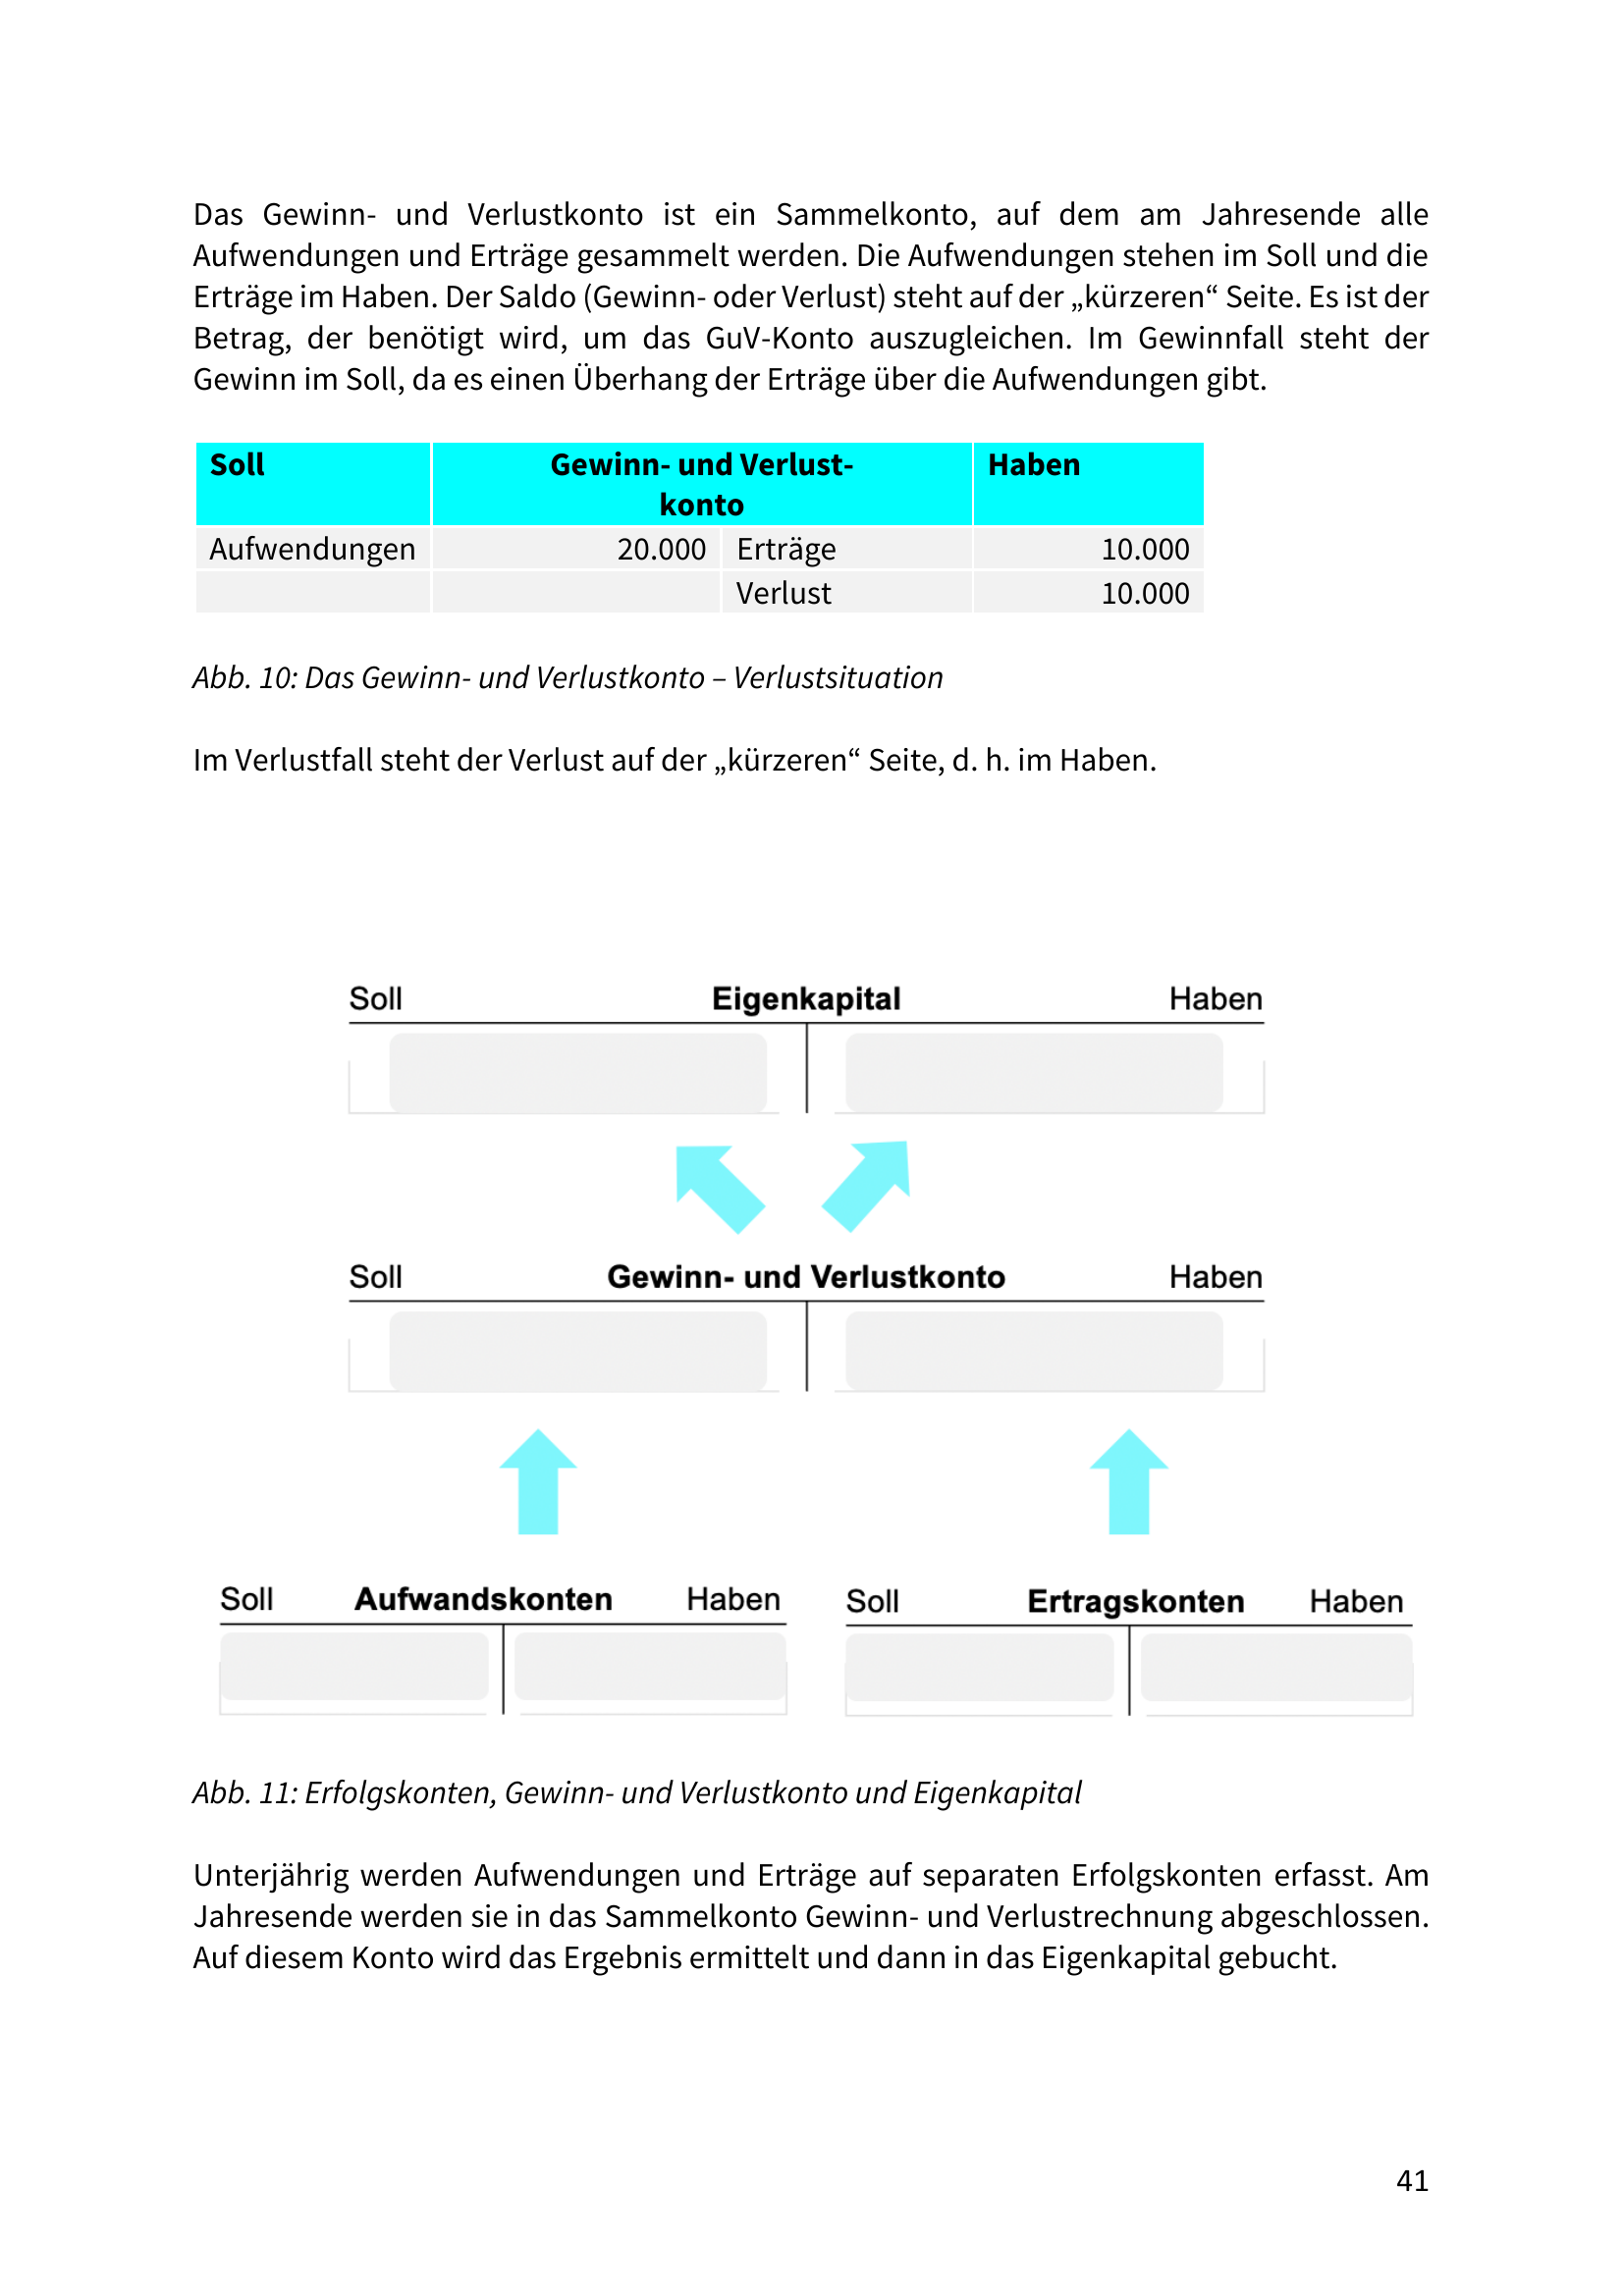 Das Gewinn- und Verlustkonto ist ein Sammelkonto, auf dem am Jahresende alle
Aufwendungen und Erträge gesammelt werden. Die Aufwendungen stehen im Soll und die
Erträge im Haben. Der Saldo (Gewinn- oder Verlust) steht auf der „kürzeren“ Seite. Es ist der
Betrag, der benötigt wird, um das GuV-Konto auszugleichen. Im Gewinnfall steht der
Gewinn im Soll, da es einen Überhang der Erträge über die Aufwendungen gibt.
Soll Gewinn- und Verlust- Haben
konto
Aufwendungen 20.000 Erträge 10.000
Verlust 10.000
Abb. 10: Das Gewinn- und Verlustkonto – Verlustsituation
Im Verlustfall steht der Verlust auf der „kürzeren“ Seite, d. h. im Haben.
Soll Eigenkapital Haben
Soll Gewinn- und Verlustkonto Haben
Soll Aufwandskonten Haben Soll Ertragskonten Haben
Abb. 11: Erfolgskonten, Gewinn- und Verlustkonto und Eigenkapital
Unterjährig werden Aufwendungen und Erträge auf separaten Erfolgskonten erfasst. Am
Jahresende werden sie in das Sammelkonto Gewinn- und Verlustrechnung abgeschlossen.
Auf diesem Konto wird das Ergebnis ermittelt und dann in das Eigenkapital gebucht.
41